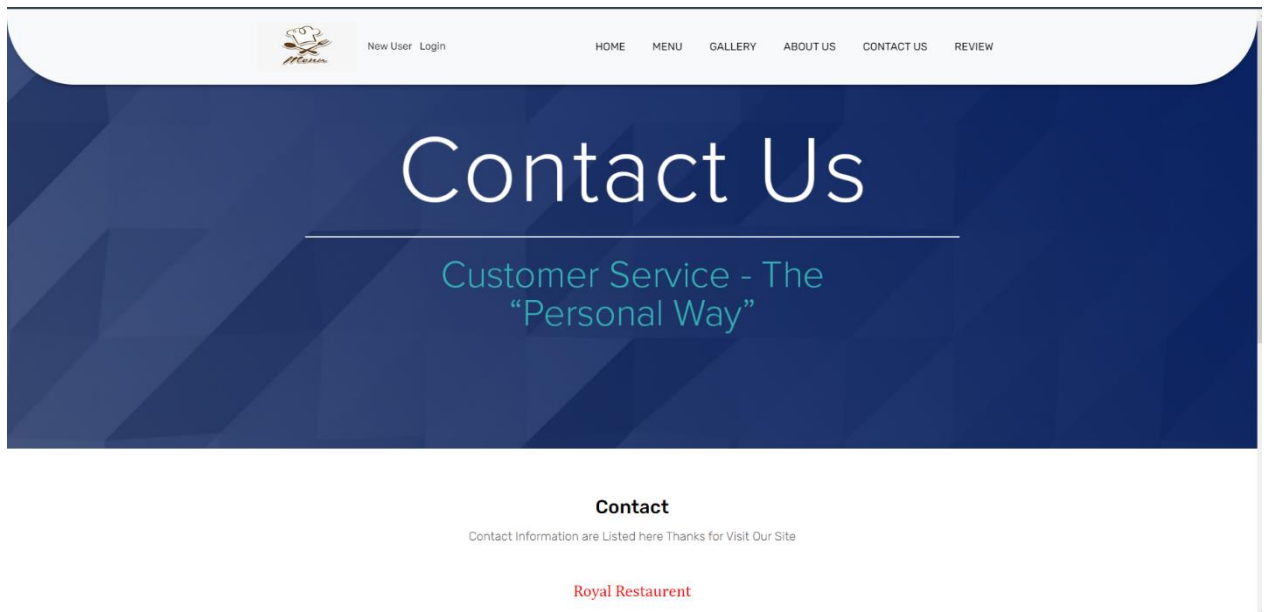 Menu
New User Login
HOME MENU GALLERY ABOUT US CONTACT US REVIEW
Contact Us
Customer Service - The
“Personal Way”
Contact
Contact Information are Listed here Thanks for Visit Our Site
Royal Restaurent